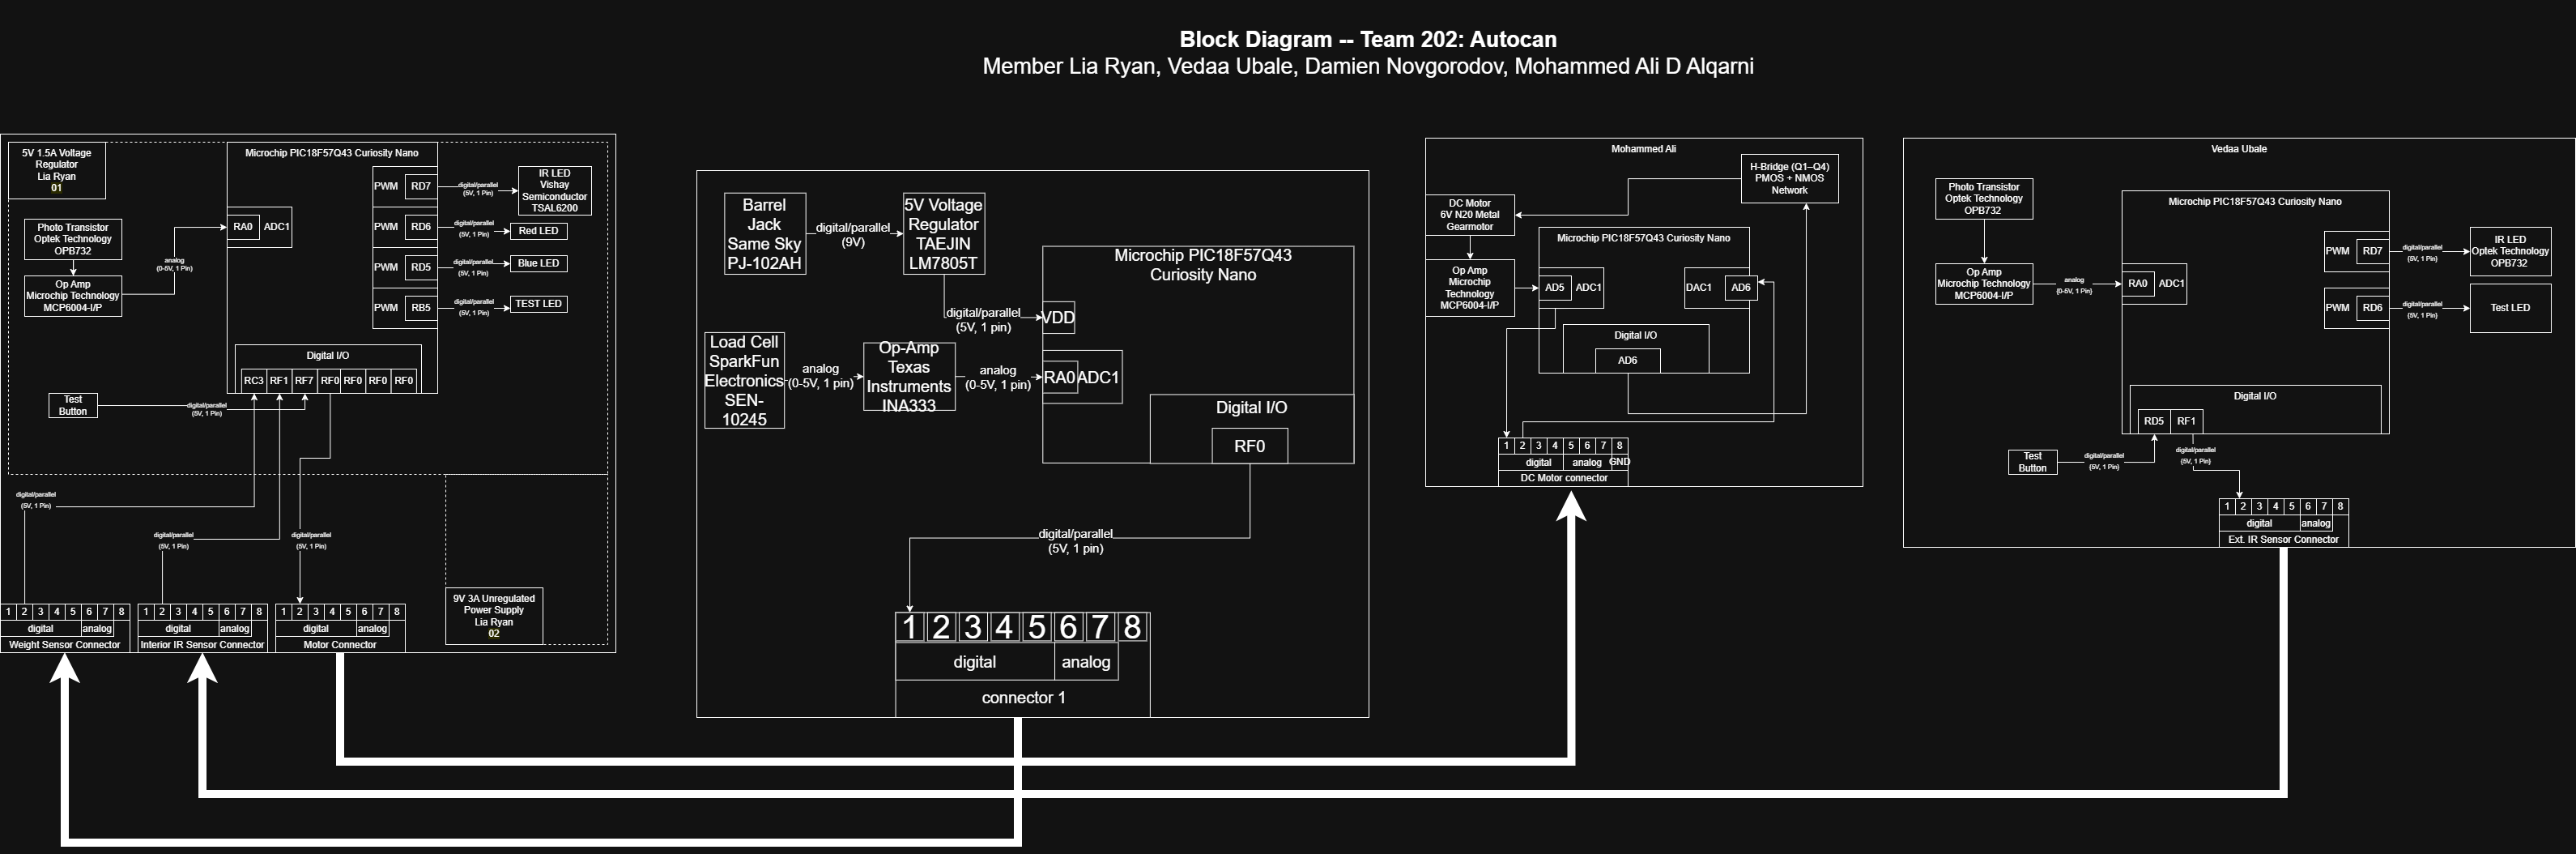 Block Diagram -- Team 202: Autocan
Member Lia Ryan, Vedaa Ubale, Damien Novgorodov, Mohammed Ali D Alqarni
5V 1.5A Voltage
Regulator
Lia Ryan
01
Microchip PIC18F57Q43 Curiosity Nano
Photo Transistor
Optek Technology
OPB732
Op Amp
Microchip Technology
MCP6004-I/P
analog
(0-5V, 1 Pin)
RA0
ADC1
PWM
RD7
digital/parallel
(5V, 1 Pin)
IR LED
Vishay
Semiconductor
TSAL6200
PWM
RD6
digital/parallel
(5V, 1 Pin)
Red LED
PWM
RD5
digital/parallel
(5V, 1 Pin)
Blue LED
PWM
RB5
digital/parallel
(5V, 1 Pin)
TEST LED
Digital I/O
RC3 RF1 RF7 RF0 RF0 RF0 RF0
Test
Button
digital/parallel
(5V, 1 Pin)
digital/parallel
(5V, 1 Pin)
digital/parallel
(5V, 1 Pin)
digital/parallel
(5V, 1 Pin)
9V 3A Unregulated
Power Supply
Lia Ryan
02
1 2 3 4 5 6 7 8
digital analog
Weight Sensor Connector
1 2 3 4 5 6 7 8
digital analog
Interior IR Sensor Connector
1 2 3 4 5 6 7 8
digital analog
Motor Connector
Barrel
Jack
Same Sky
PJ-102AH
digital/parallel
(9V)
5V Voltage
Regulator
TAEJIN
LM7805T
digital/parallel
(5V, 1 pin)
Microchip PIC18F57Q43
Curiosity Nano
VDD
Load Cell
SparkFun
Electronics
SEN-
10245
analog
(0-5V, 1 pin)
Op-Amp
Texas
Instruments
INA333
analog
(0-5V, 1 pin)
RA0
ADC1
Digital I/O
RF0
digital/parallel
(5V, 1 pin)
1 2 3 4 5 6 7 8
digital analog
connector 1
Mohammed Ali
H-Bridge (Q1–Q4)
PMOS + NMOS
Network
DC Motor
6V N20 Metal
Gearmotor
Microchip PIC18F57Q43 Curiosity Nano
Op Amp
Microchip
Technology
MCP6004-I/P
AD5
ADC1
DAC1
AD6
Digital I/O
AD6
1 2 3 4 5 6 7 8
digital analog GND
DC Motor connector
Vedaa Ubale
Photo Transistor
Optek Technology
OPB732
Microchip PIC18F57Q43 Curiosity Nano
Op Amp
Microchip Technology
MCP6004-I/P
analog
(0-5V, 1 Pin)
RA0
ADC1
PWM
RD7
digital/parallel
(5V, 1 Pin)
IR LED
Optek Technology
OPB732
PWM
RD6
digital/parallel
(5V, 1 Pin)
Test LED
Digital I/O
RD5 RF1
Test
Button
digital/parallel
(5V, 1 Pin)
digital/parallel
(5V, 1 Pin)
1 2 3 4 5 6 7 8
digital analog
Ext. IR Sensor Connector